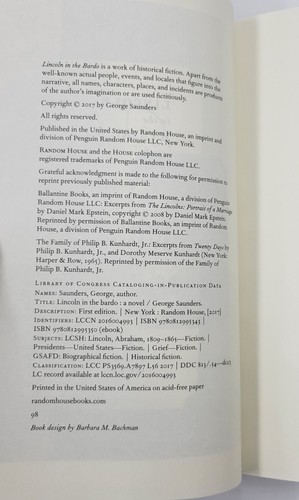 Lincoln in the Bardo is a work of historical fiction. Apart from the
well-known actual people, events, and locales that figure into the
narrative, all names, characters, places, and incidents are products
of the author's imagination or are used fictitiously.
Copyright © 2017 by George Saunders
All rights reserved.
Published in the United States by Random House, an imprint and
division of Penguin Random House LLC, New York.
RANDOM HOUSE and the HOUSE colophon are
registered trademarks of Penguin Random House LLC.
Grateful acknowledgment is made to the following for permission to
reprint previously published material:
Ballantine Books, an imprint of Random House, a division of Penguin
Random House LLC: Excerpts from The Lincolns: Portrait of a Marriage
by Daniel Mark Epstein, copyright © 2008 by Daniel Mark Epstein.
Reprinted by permission of Ballantine Books, an imprint of Random
House, a division of Penguin Random House LLC.
The Family of Philip B. Kunhardt, Jr.: Excerpts from Twenty Days by
Philip B. Kunhardt, Jr., and Dorothy Meserve Kunhardt (New York:
Harper & Row, 1965). Reprinted by permission of the Family of
Philip B. Kunhardt, Jr.
LIBRARY OF CONGRESS CATALOGING-IN-PUBLICATION DATA
NAMES: Saunders, George, author.
TITLE: Lincoln in the bardo : a novel / George Saunders.
DESCRIPTION: First edition. | New York : Random House, [2017]
IDENTIFIERS: LCCN 2016004993 | ISBN 9780812995343 |
ISBN 9780812995350 (ebook)
SUBJECTS: LCSH: Lincoln, Abraham, 1809–1865—Fiction. |
Presidents—United States—Fiction. | Grief—Fiction. |
GSAFD: Biographical fiction. | Historical fiction.
CLASSIFICATION: LCC PS3569.A7897 L56 2017 | DDC 813/.54—dc23
LC record available at lccn.loc.gov/2016004993
Printed in the United States of America on acid-free paper
randomhousebooks.com
98
Book design by Barbara M. Bachman